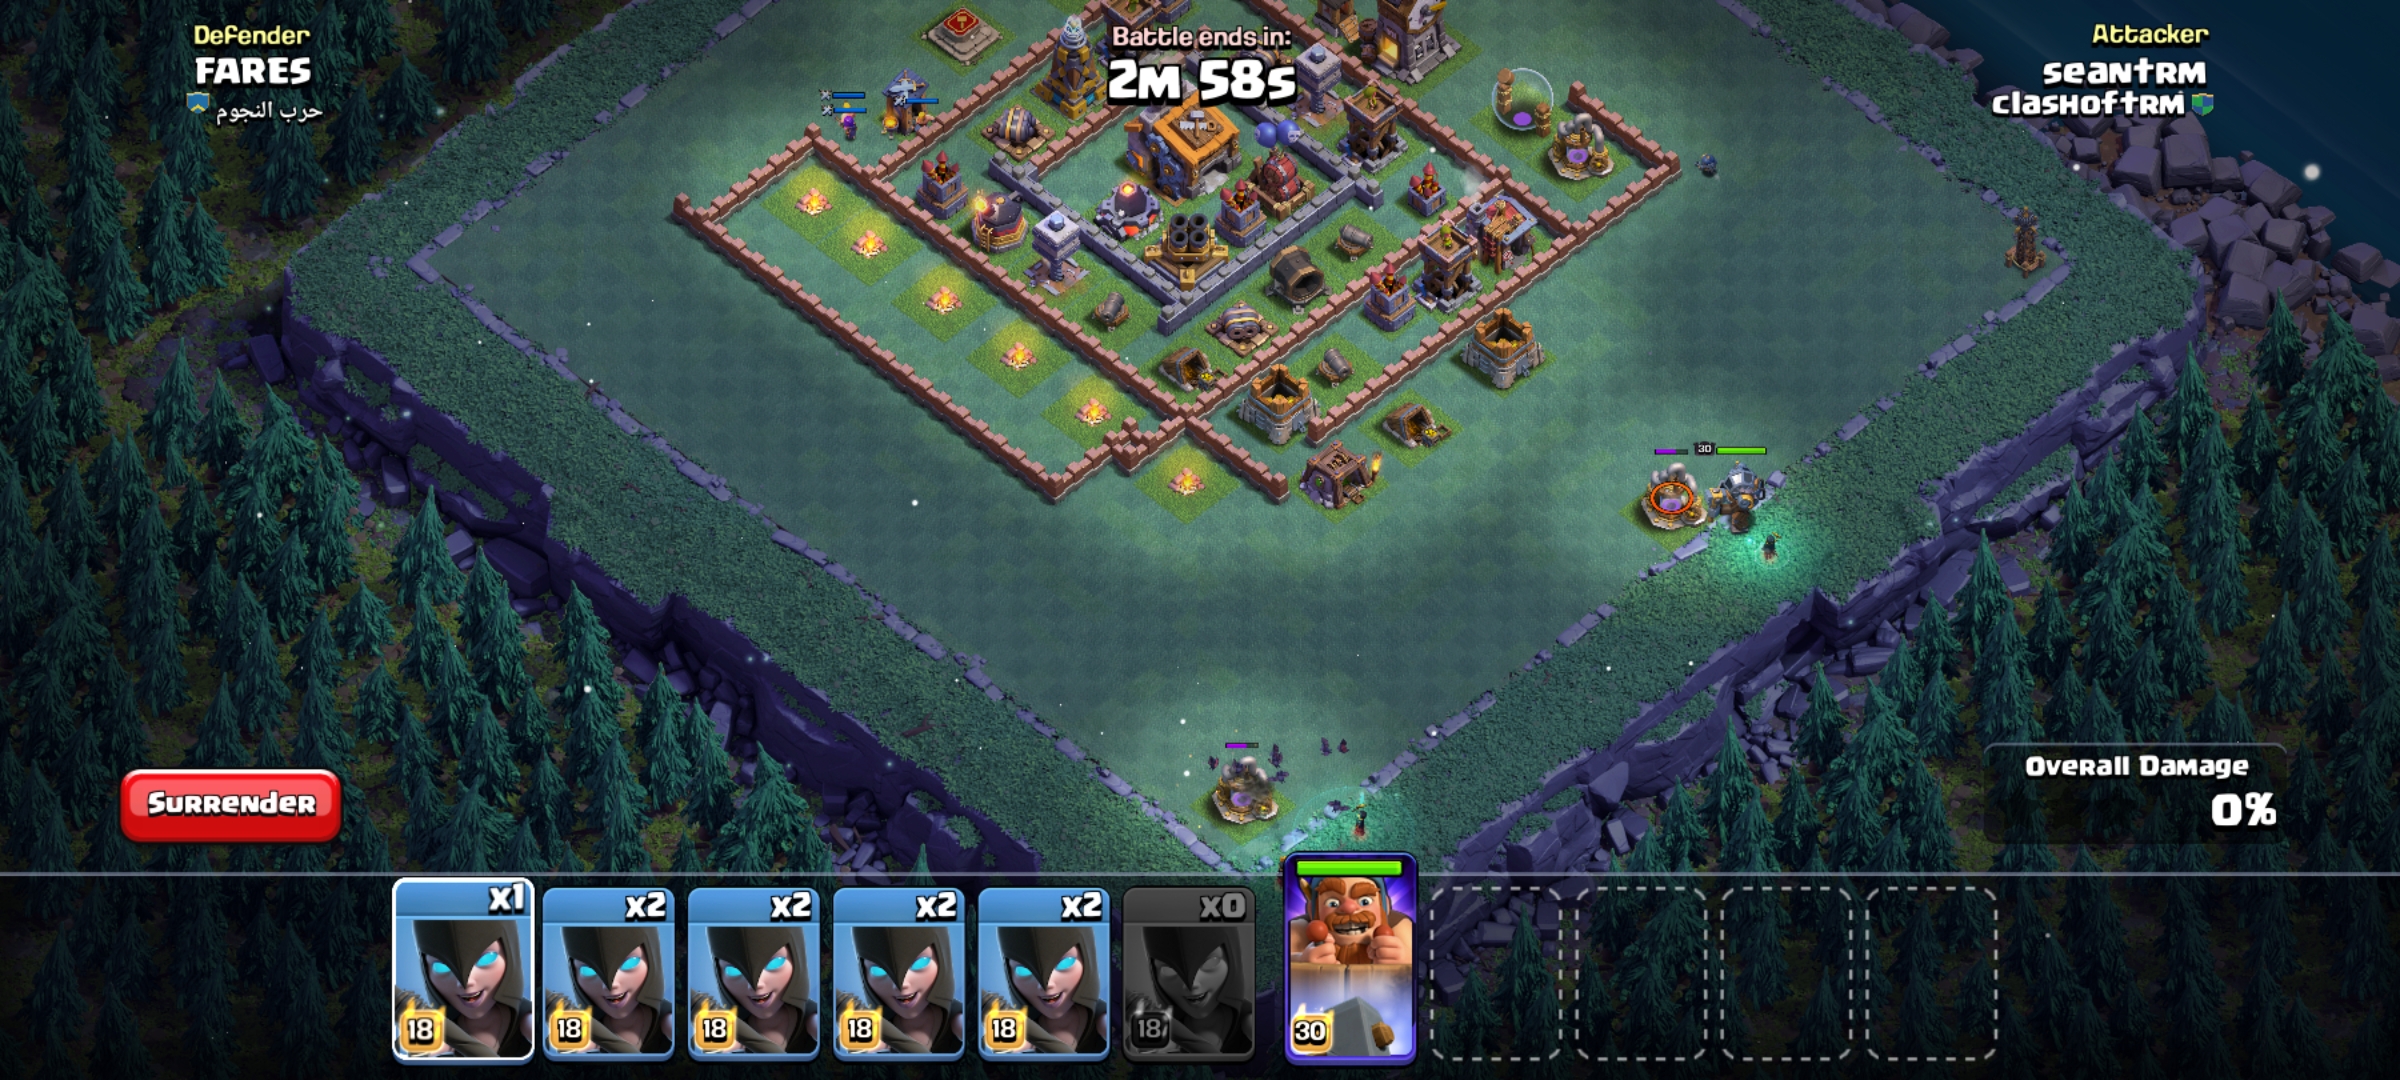 Defender
FARES
حرب النجوم
Battle ends in:
2M 58s
Attacker
seantRM
clashoftRM
30
Surrender
Overall Damage
0%
x1
x2
x2
x2
x2
x0
18
18
18
18
18
18
30